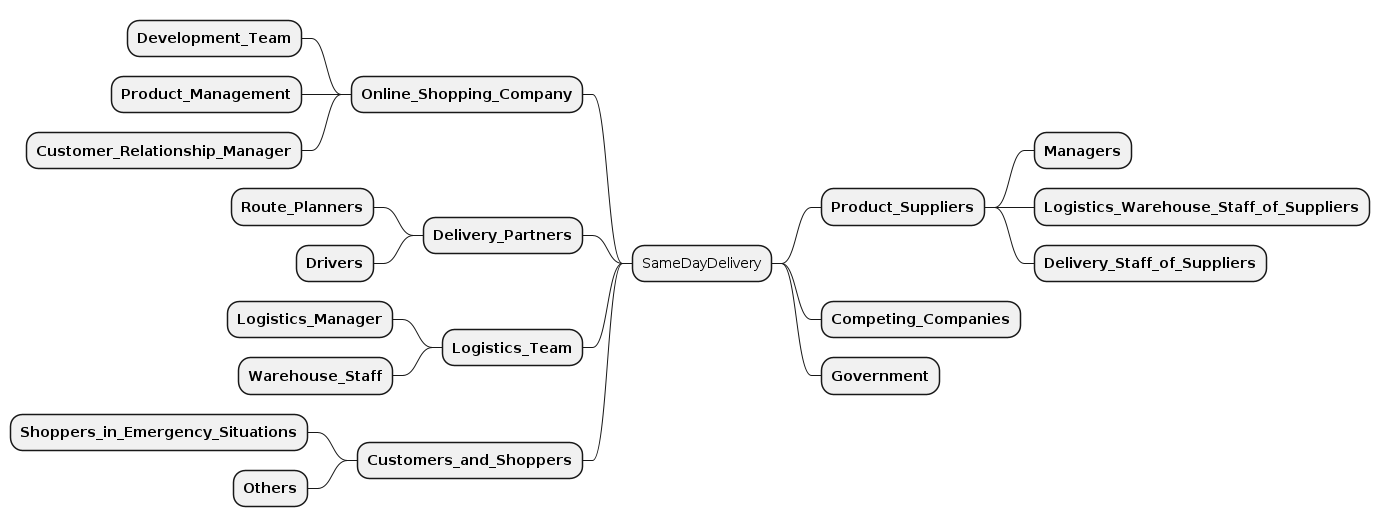 Development_Team
Product_Management
Customer_Relationship_Manager
Online_Shopping_Company
Route_Planners
Drivers
Delivery_Partners
Logistics_Manager
Warehouse_Staff
Logistics_Team
Shoppers_in_Emergency_Situations
Others
Customers_and_Shoppers
SameDayDelivery
Product_Suppliers
Managers
Logistics_Warehouse_Staff_of_Suppliers
Delivery_Staff_of_Suppliers
Competing_Companies
Government